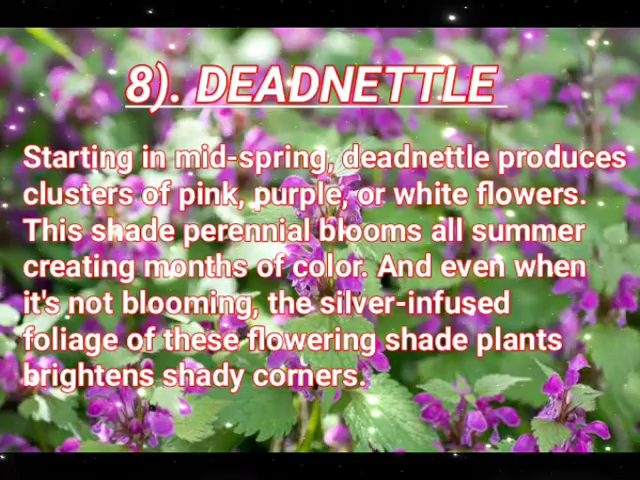 8). DEADNETTLE
Starting in mid-spring, deadnettle produces
clusters of pink, purple, or white flowers.
This shade perennial blooms all summer
creating months of color. And even when
it's not blooming, the silver-infused
foliage of these flowering shade plants
brightens shady corners.